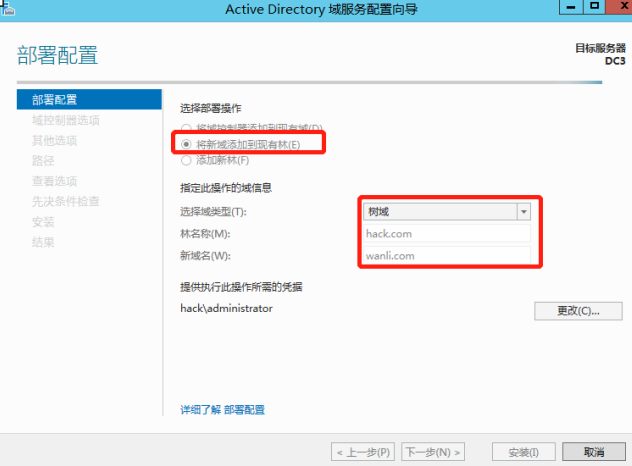 Active Directory 域服务配置向导
部署配置
目标服务器
DC3
部署配置
域控制器选项
其他选项
路径
查看选项
先决条件检查
安装
结果
选择部署操作
将域控制器添加到现有域(D)
将新域添加到现有林(E)
添加新林(F)
指定此操作的域信息
选择域类型(T):
树域
林名称(M):
hack.com
新域名(W):
wanli.com
提供执行此操作所需的凭据
hack\administrator
更改(C)...
详细了解 部署配置
< 上一步(P)
下一步(N) >
安装(I)
取消